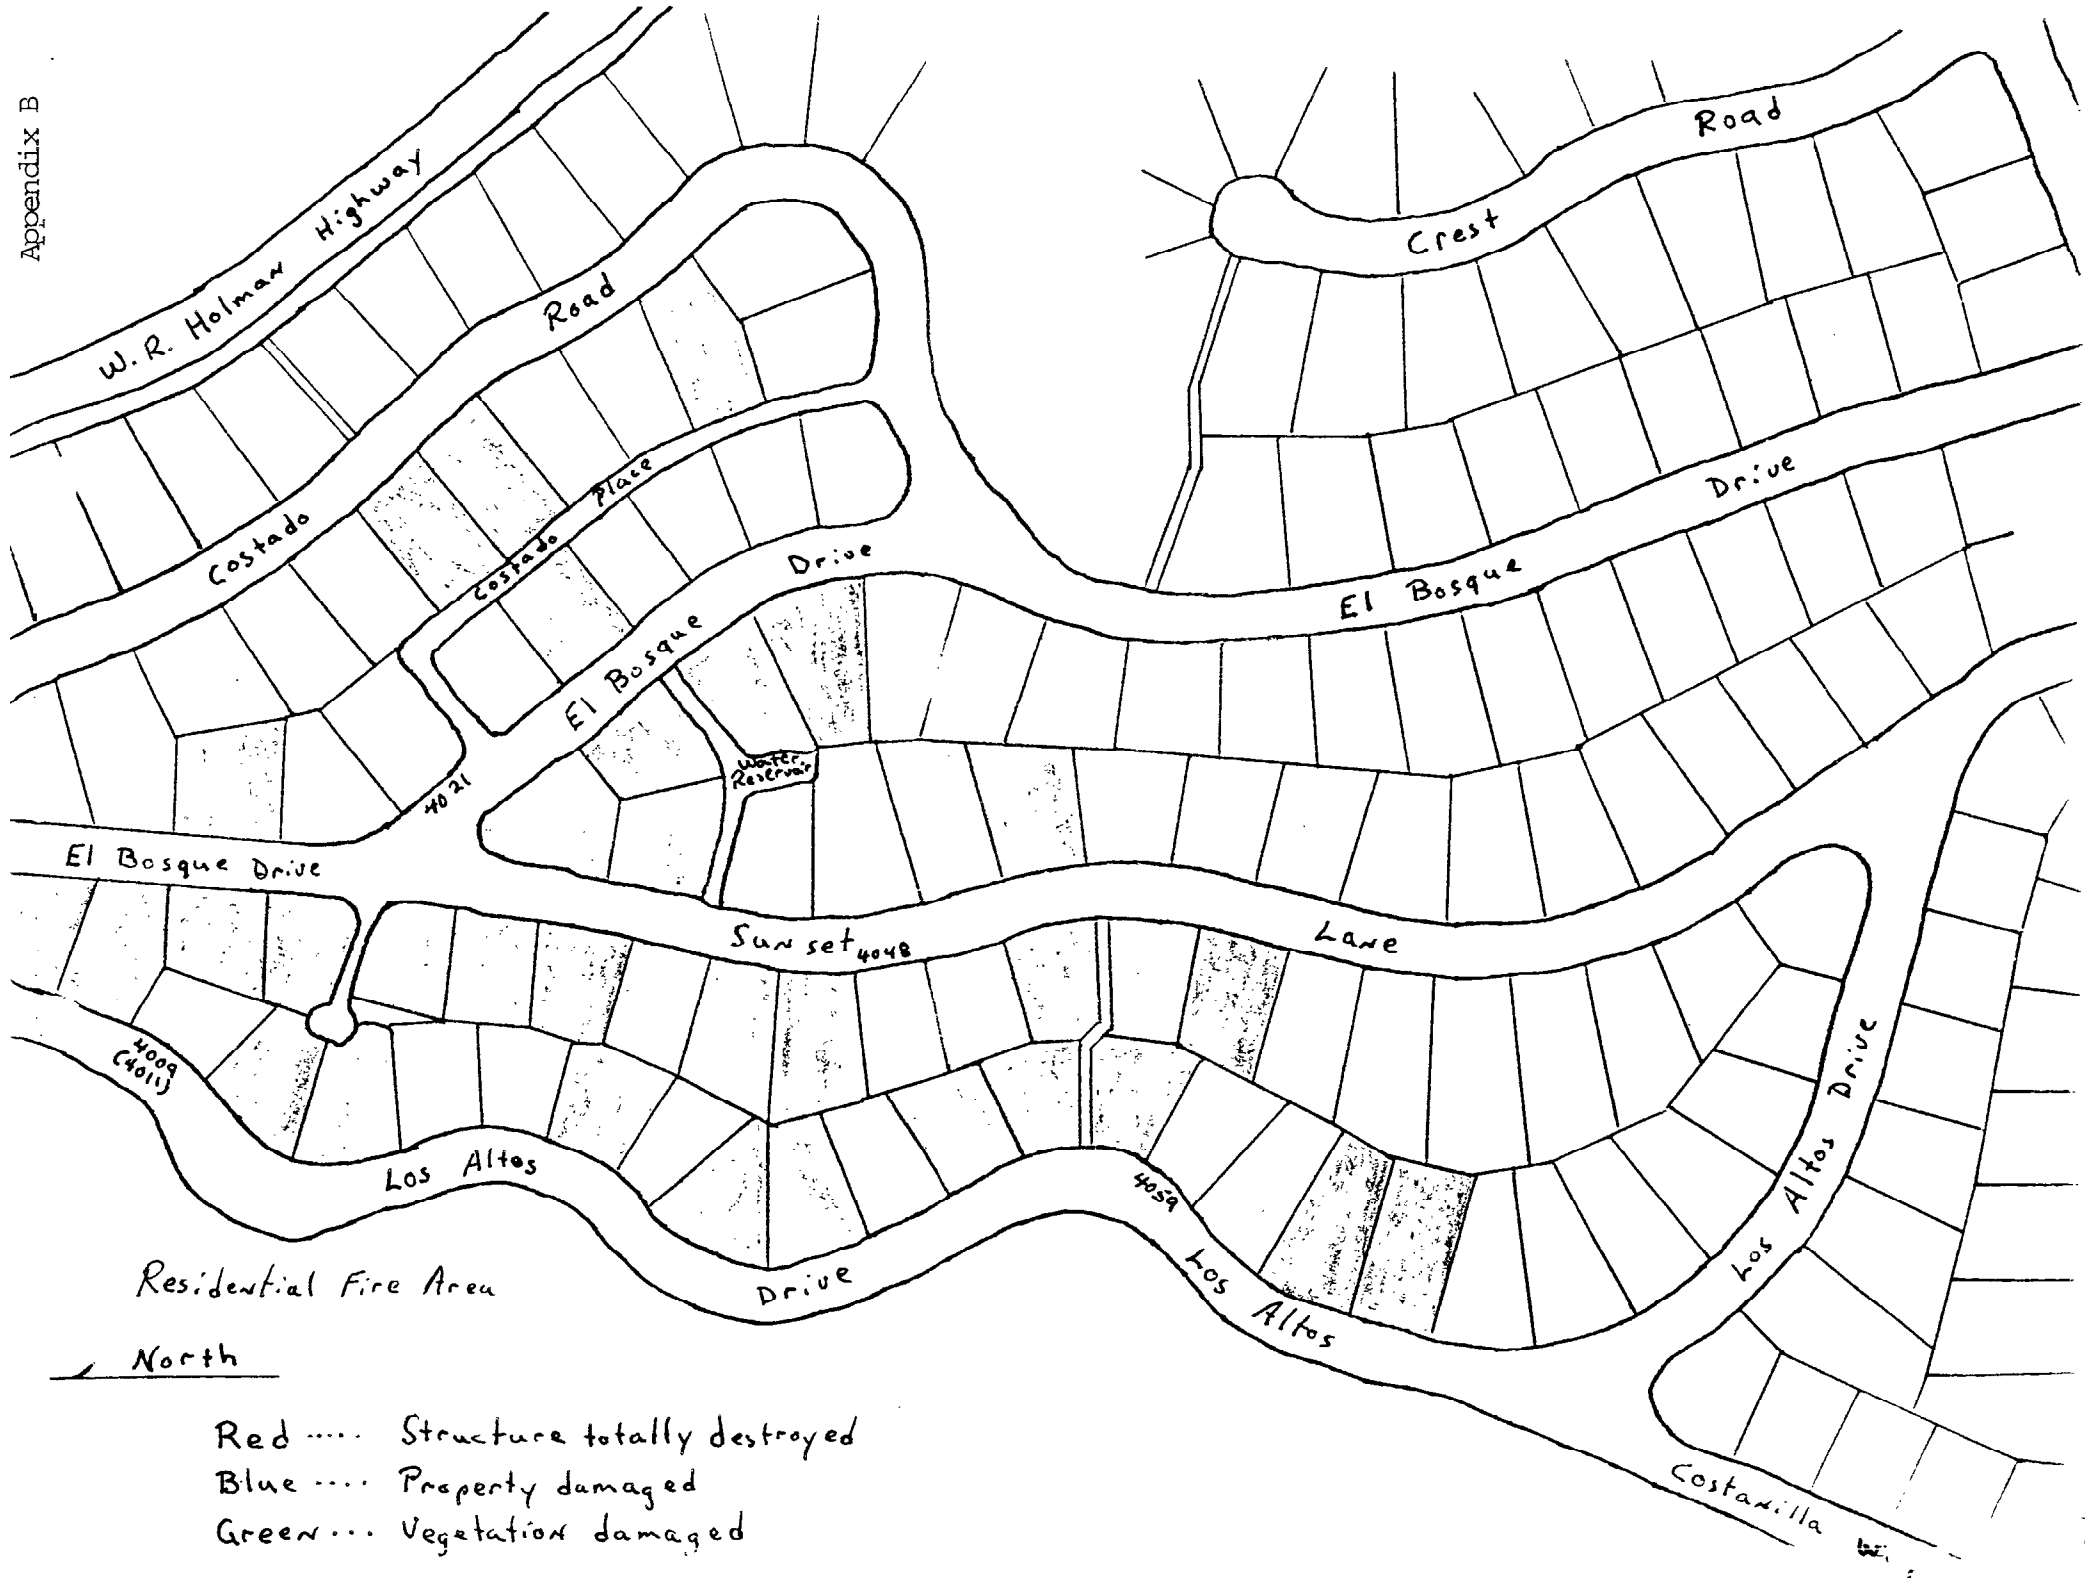 Appendix B
W. R. Holman Highway
Costado Road
Costado Place
Crest Road
El Bosque Drive
El Bosque Drive
4021
Water
Reservoir
El Bosque Drive
Sunset Lane
4048
4009
(4011)
Los Altos Drive
4059
Los Altos
Los Altos Drive
Costanilla
Residential Fire Area
North
Red ..... Structure totally destroyed
Blue .... Property damaged
Green ... Vegetation damaged